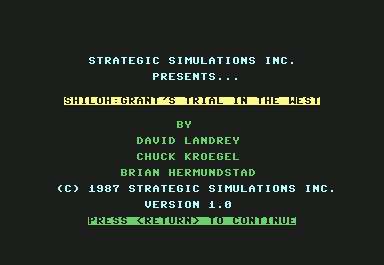 STRATEGIC SIMULATIONS INC.
PRESENTS...
SHILOH:GRANT'S TRIAL IN THE WEST
BY
DAVID LANDREY
CHUCK KROEGEL
BRIAN HERMUNDSTAD
(C) 1987 STRATEGIC SIMULATIONS INC.
VERSION 1.0
PRESS <RETURN> TO CONTINUE